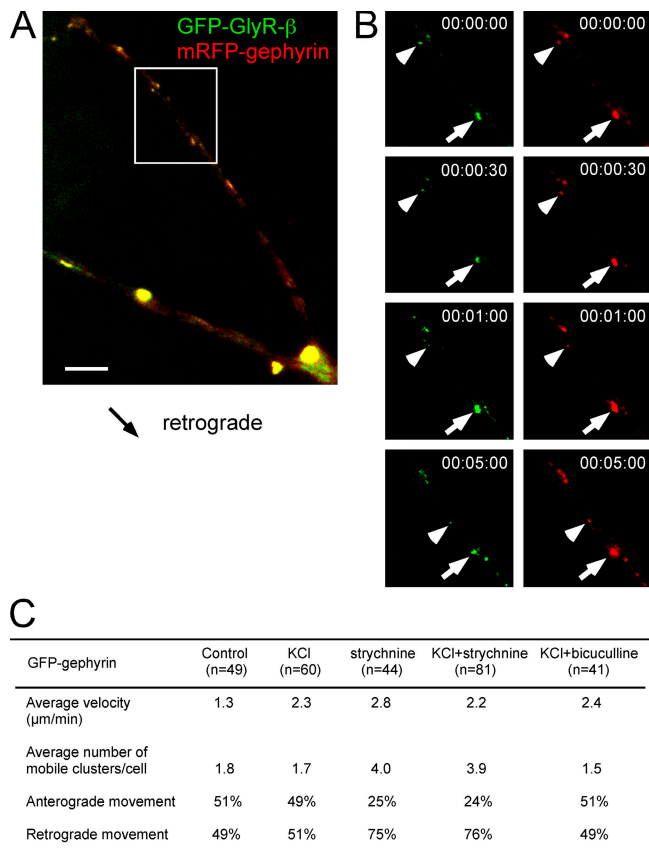 A
GFP-GlyR-β
mRFP-gephyrin
retrograde
B
00:00:00
00:00:00
00:00:30
00:00:30
00:01:00
00:01:00
00:05:00
00:05:00
C
GFP-gephyrin Control (n=49) KCl (n=60) strychnine (n=44) KCl+strychnine (n=81) KCl+bicuculline (n=41)
Average velocity (μm/min) 1.3 2.3 2.8 2.2 2.4
Average number of mobile clusters/cell 1.8 1.7 4.0 3.9 1.5
Anterograde movement 51% 49% 25% 24% 51%
Retrograde movement 49% 51% 75% 76% 49%